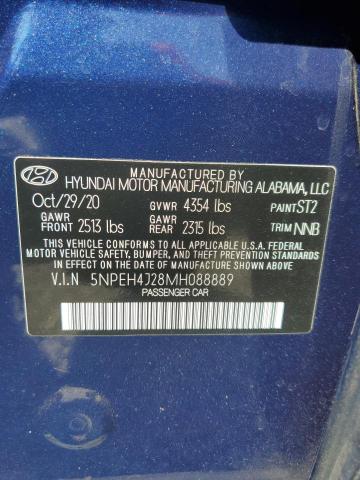 MANUFACTURED BY
HYUNDAI MOTOR MANUFACTURING ALABAMA, LLC
Oct/29/20 GVWR 4354 lbs PAINT ST2
GAWR FRONT 2513 lbs GAWR REAR 2315 lbs TRIM NNB
THIS VEHICLE CONFORMS TO ALL APPLICABLE U.S. FEDERAL
MOTOR VEHICLE SAFETY, BUMPER, AND THEFT PREVENTION
STANDARDS IN EFFECT ON THE DATE OF MANUFACTURE SHOWN ABOVE.
V.I.N 5NPEH4J28MH088889
PASSENGER CAR